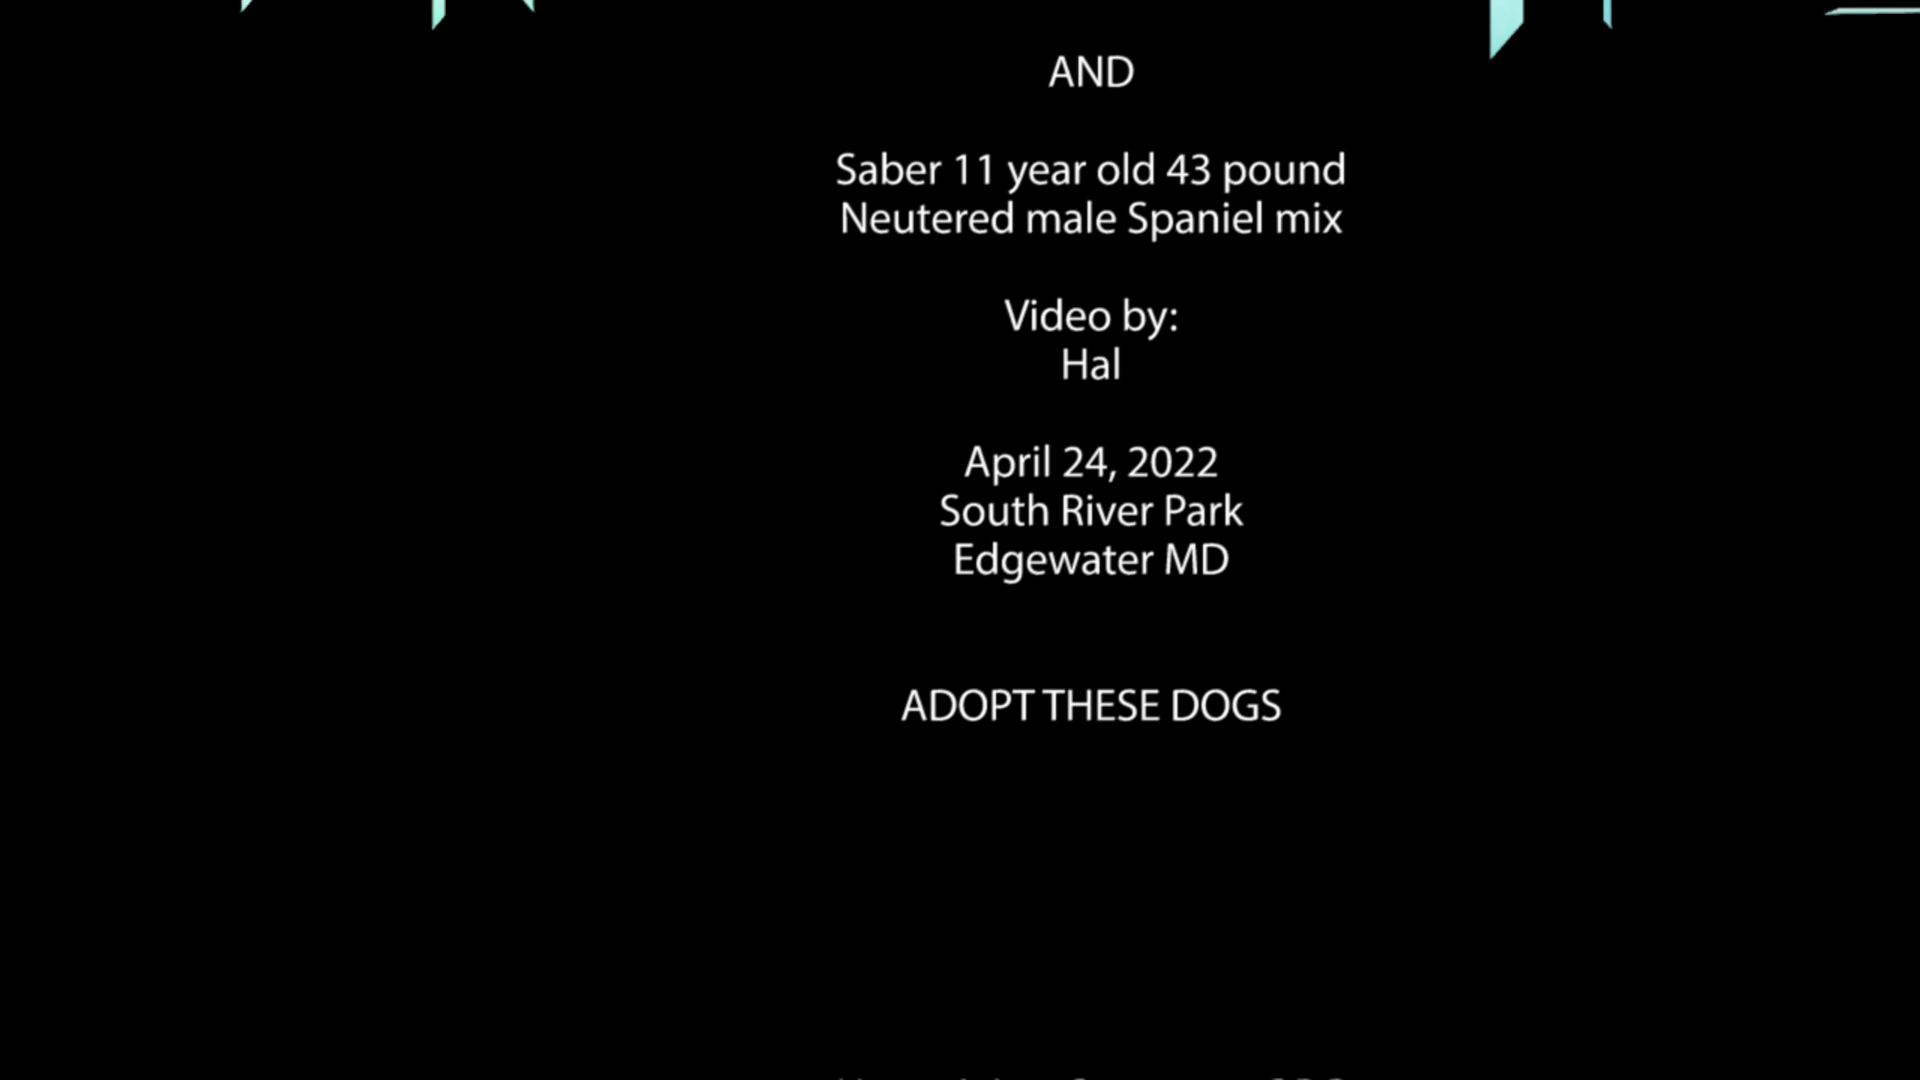 AND
Saber 11 year old 43 pound
Neutered male Spaniel mix
Video by:
Hal
April 24, 2022
South River Park
Edgewater MD
ADOPT THESE DOGS